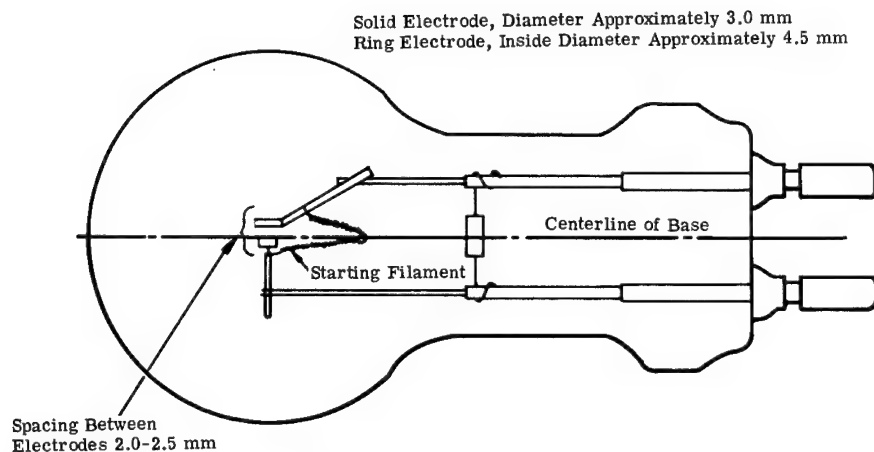 Solid Electrode, Diameter Approximately 3.0 mm
Ring Electrode, Inside Diameter Approximately 4.5 mm
Centerline of Base
Starting Filament
Spacing Between
Electrodes 2.0-2.5 mm